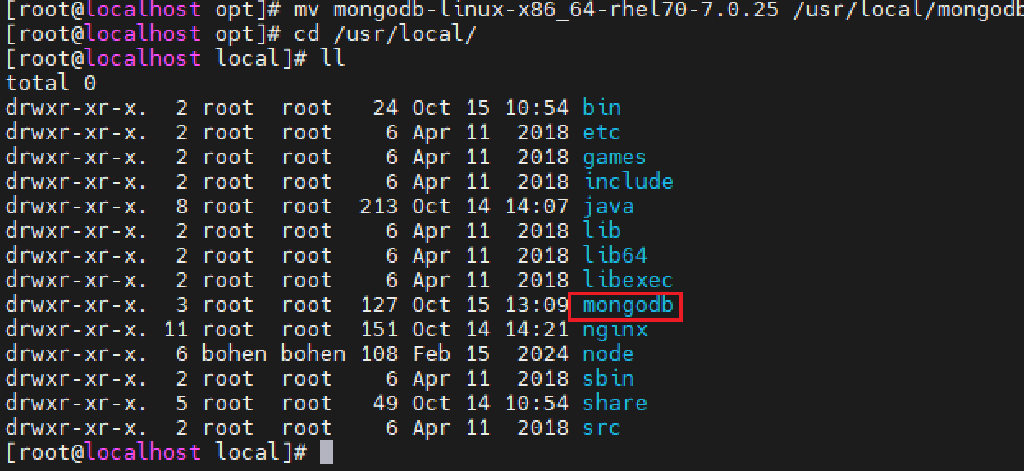 [root@localhost opt]# mv mongodb-linux-x86_64-rhel70-7.0.25 /usr/local/mongodb
[root@localhost opt]# cd /usr/local/
[root@localhost local]# ll
total 0
drwxr-xr-x.  2 root  root   24 Oct 15 10:54 bin
drwxr-xr-x.  2 root  root    6 Apr 11  2018 etc
drwxr-xr-x.  2 root  root    6 Apr 11  2018 games
drwxr-xr-x.  2 root  root    6 Apr 11  2018 include
drwxr-xr-x.  8 root  root  213 Oct 14 14:07 java
drwxr-xr-x.  2 root  root    6 Apr 11  2018 lib
drwxr-xr-x.  2 root  root    6 Apr 11  2018 lib64
drwxr-xr-x.  2 root  root    6 Apr 11  2018 libexec
drwxr-xr-x.  3 root  root  127 Oct 15 13:09 mongodb
drwxr-xr-x. 11 root  root  151 Oct 14 14:21 nginx
drwxr-xr-x.  6 bohen bohen 108 Feb 15  2024 node
drwxr-xr-x.  2 root  root    6 Apr 11  2018 sbin
drwxr-xr-x.  5 root  root   49 Oct 14 10:54 share
drwxr-xr-x.  2 root  root    6 Apr 11  2018 src
[root@localhost local]#